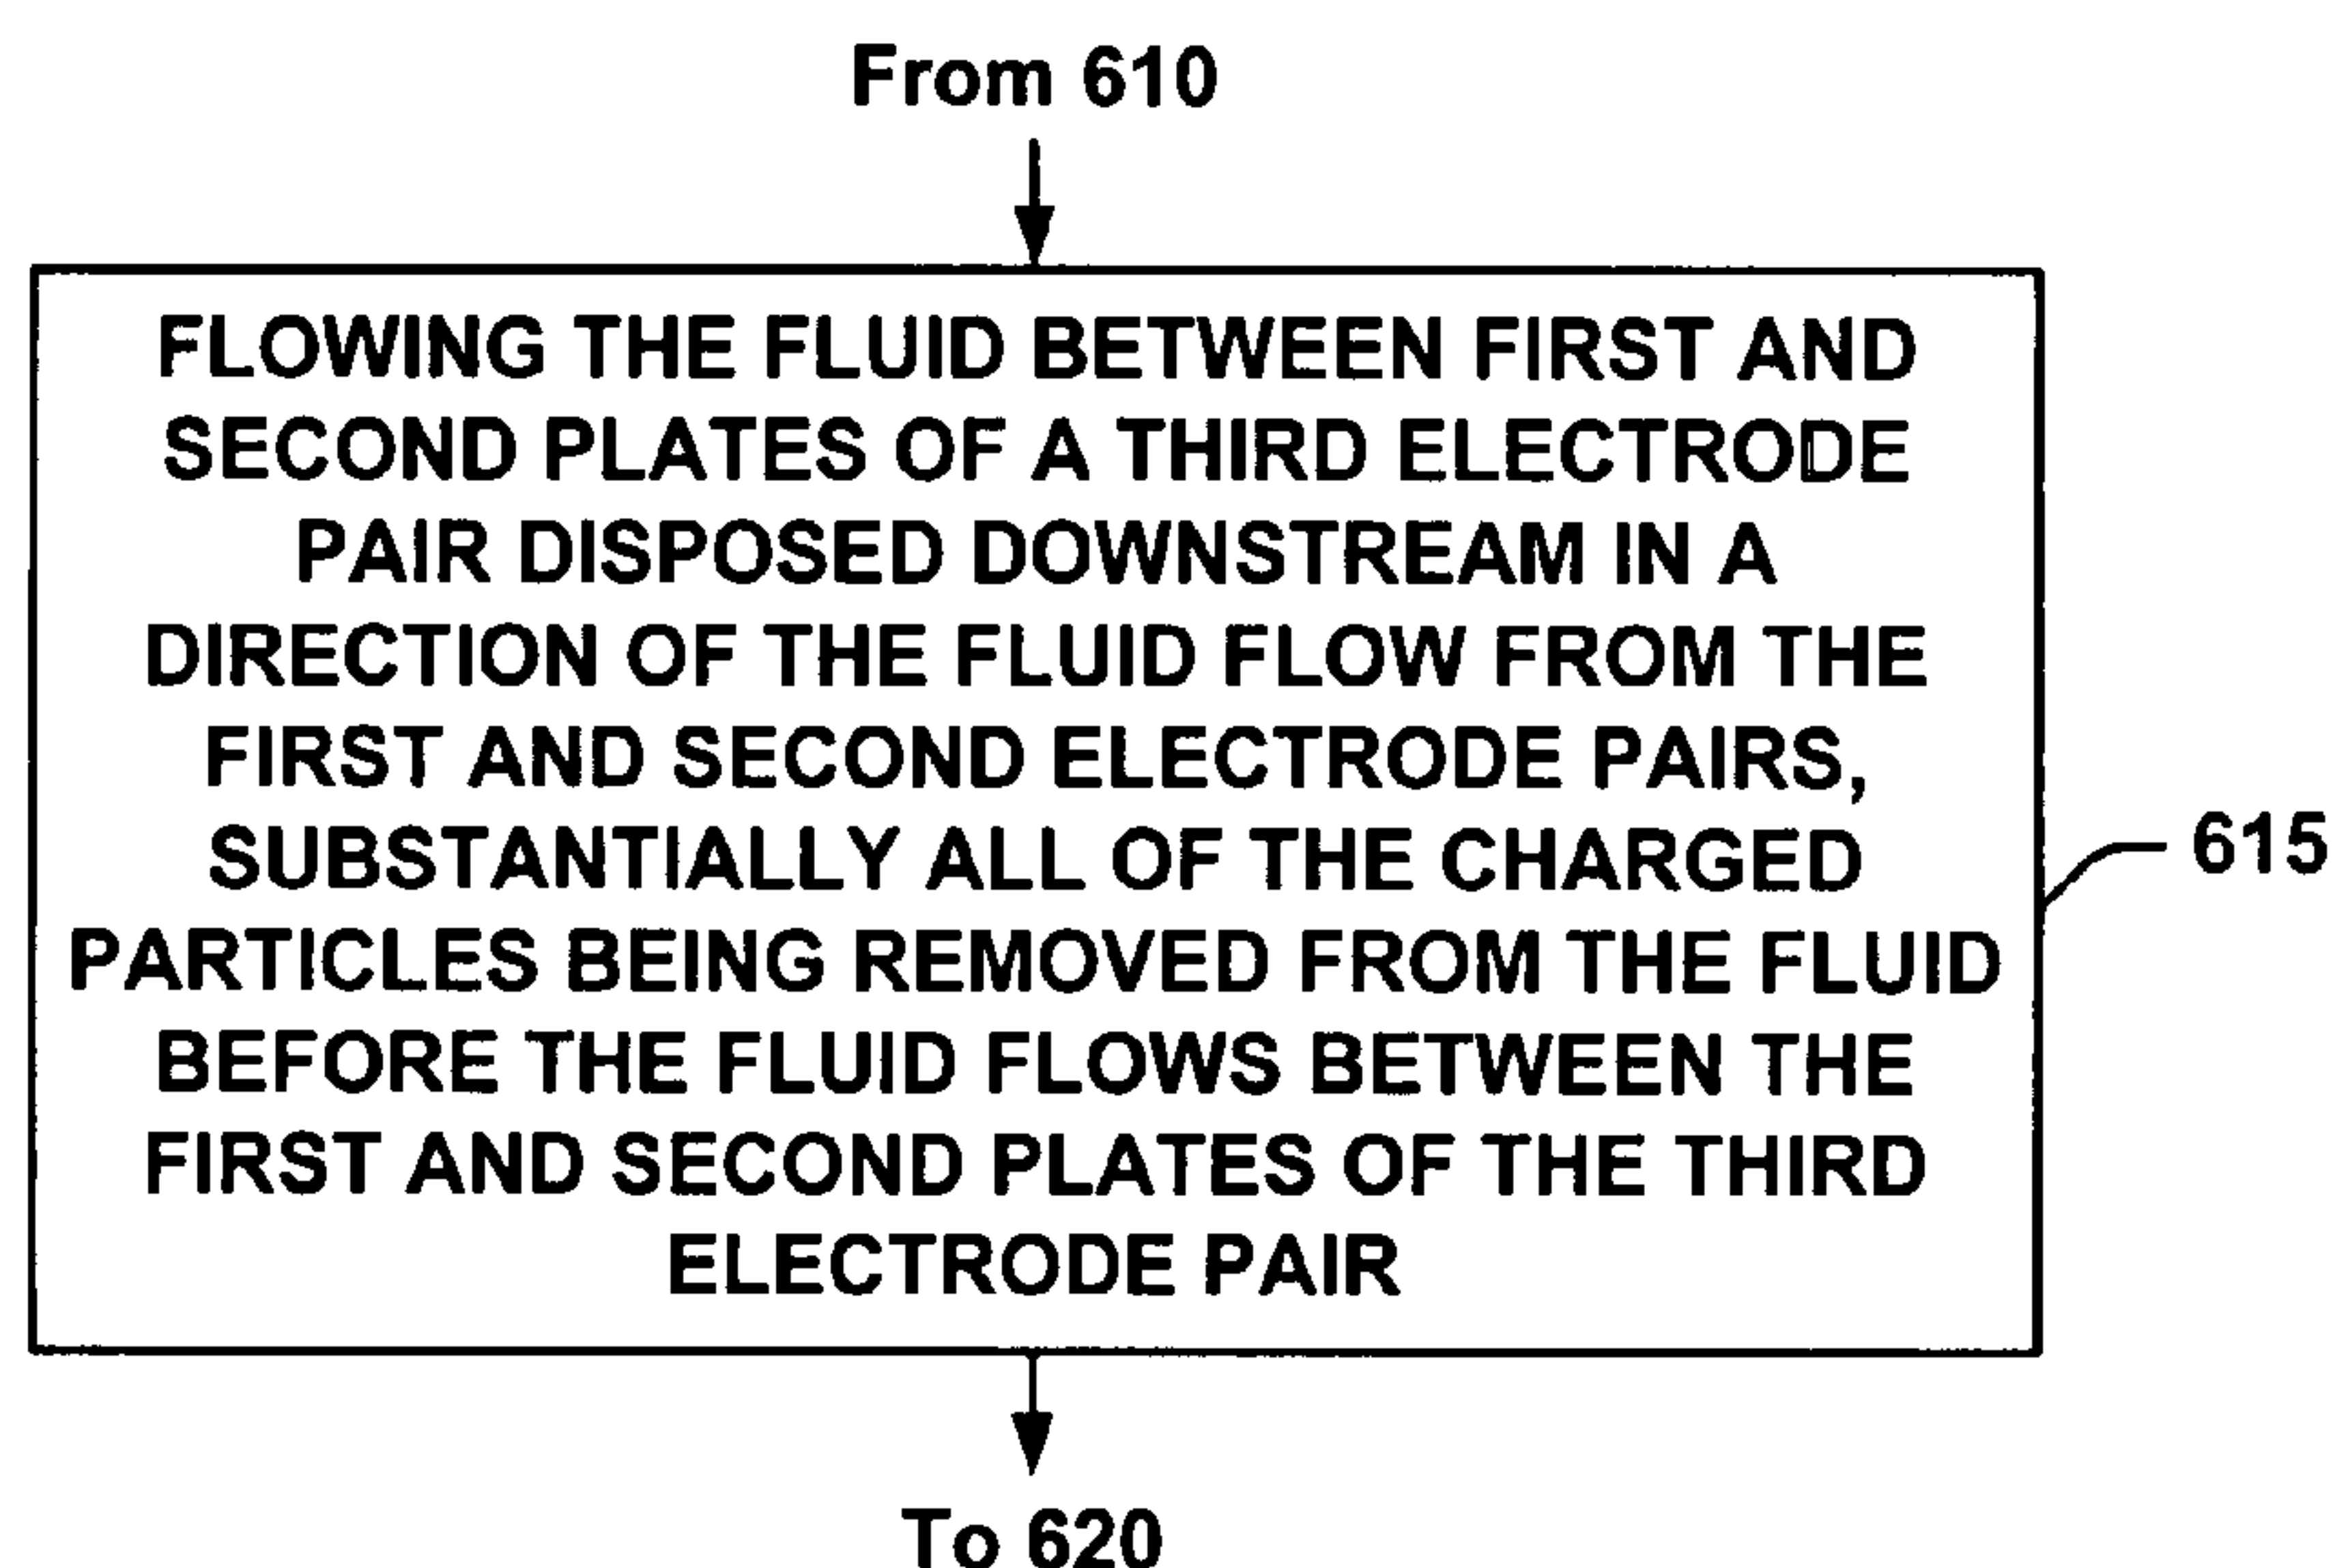 From 610
FLOWING THE FLUID BETWEEN FIRST AND
SECOND PLATES OF A THIRD ELECTRODE
PAIR DISPOSED DOWNSTREAM IN A
DIRECTION OF THE FLUID FLOW FROM THE
FIRST AND SECOND ELECTRODE PAIRS,
SUBSTANTIALLY ALL OF THE CHARGED
PARTICLES BEING REMOVED FROM THE FLUID
BEFORE THE FLUID FLOWS BETWEEN THE
FIRST AND SECOND PLATES OF THE THIRD
ELECTRODE PAIR
615
To 620